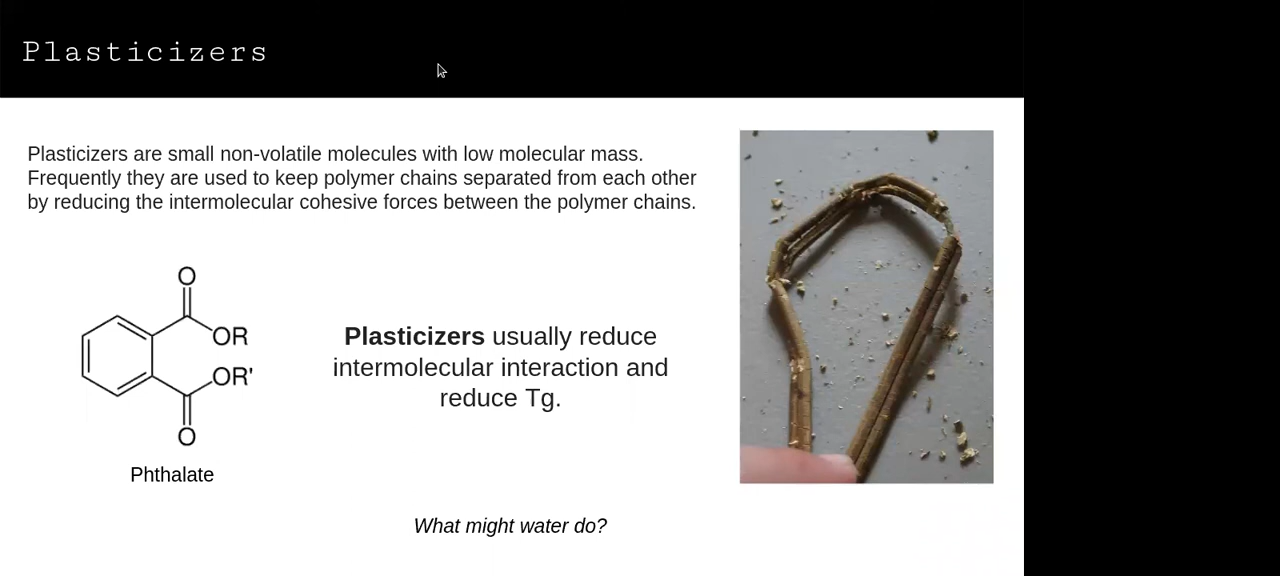 Plasticizers
Plasticizers are small non-volatile molecules with low molecular mass.
Frequently they are used to keep polymer chains separated from each other
by reducing the intermolecular cohesive forces between the polymer chains.
O
OR
OR'
O
Phthalate
Plasticizers usually reduce
intermolecular interaction and
reduce Tg.
What might water do?